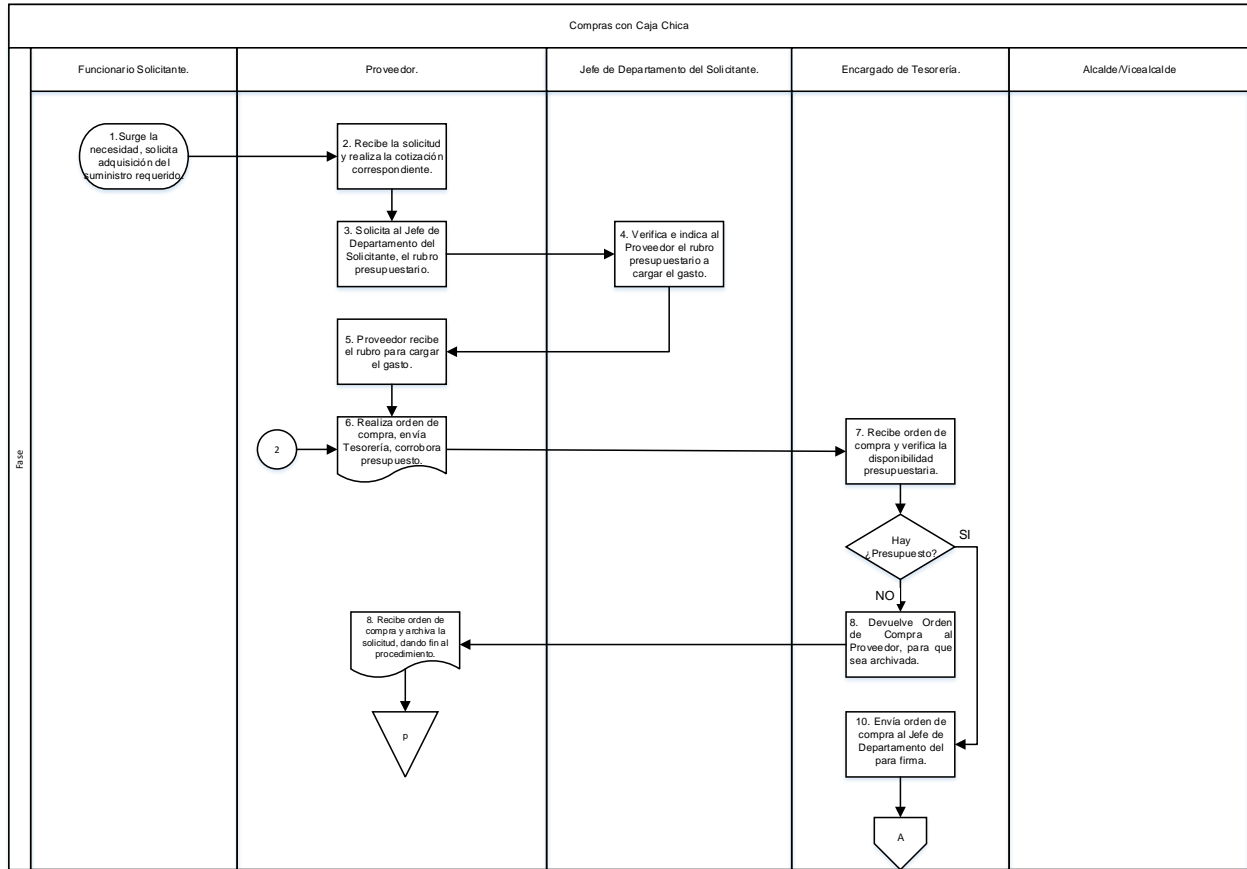 Compras con Caja Chica
Fase
Funcionario Solicitante.
Proveedor.
Jefe de Departamento del Solicitante.
Encargado de Tesorería.
Alcalde/Vicealcalde
1.Surge la
necesidad, solicita
adquisición del
suministro requerido.
2. Recibe la solicitud
y realiza la cotización
correspondiente.
3. Solicita al Jefe de
Departamento del
Solicitante, el rubro
presupuestario.
4. Verifica e indica al
Proveedor el rubro
presupuestario a
cargar el gasto.
5. Proveedor recibe
el rubro para cargar
el gasto.
2
6. Realiza orden de
compra, envía
Tesorería, corrobora
presupuesto.
7. Recibe orden de
compra y verifica la
disponibilidad
presupuestaria.
Hay
¿Presupuesto?
SI
NO
8. Devuelve Orden
de Compra al
Proveedor, para que
sea archivada.
8. Recibe orden de
compra y archiva la
solicitud, dando fin al
procedimiento.
p
10. Envía orden de
compra al Jefe de
Departamento del
para firma.
A